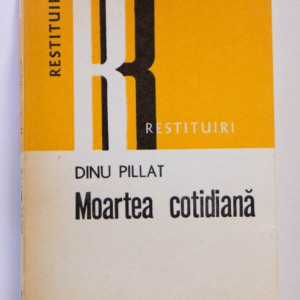 RESTITUIRI
RESTITUIRI
DINU PILLAT
Moartea cotidiană